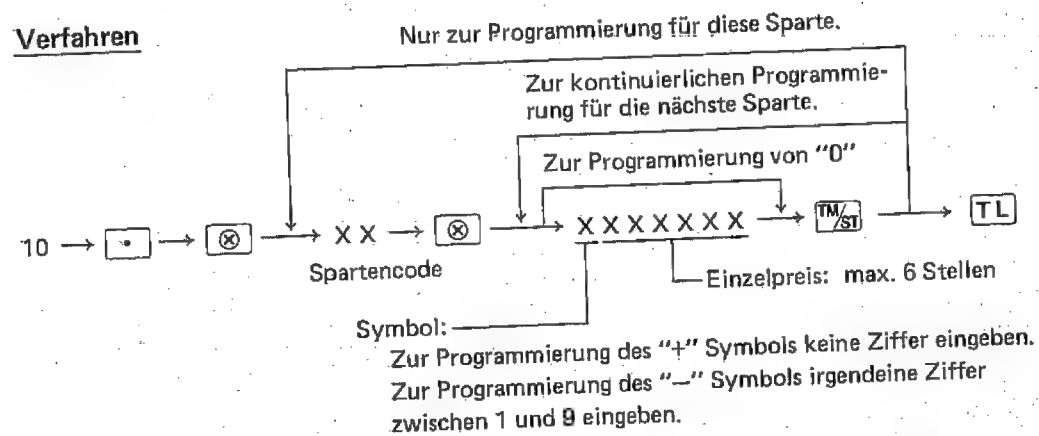 Verfahren
Nur zur Programmierung für diese Sparte.
Zur kontinuierlichen Programmie-
rung für die nächste Sparte.
Zur Programmierung von "0"
10 → [•] → [⊗] → X X → [⊗] → X X X X X X X → [TM/ST] → [TL]
Spartencode
Einzelpreis: max. 6 Stellen
Symbol:
Zur Programmierung des "+" Symbols keine Ziffer eingeben.
Zur Programmierung des "–" Symbols irgendeine Ziffer
zwischen 1 und 9 eingeben.